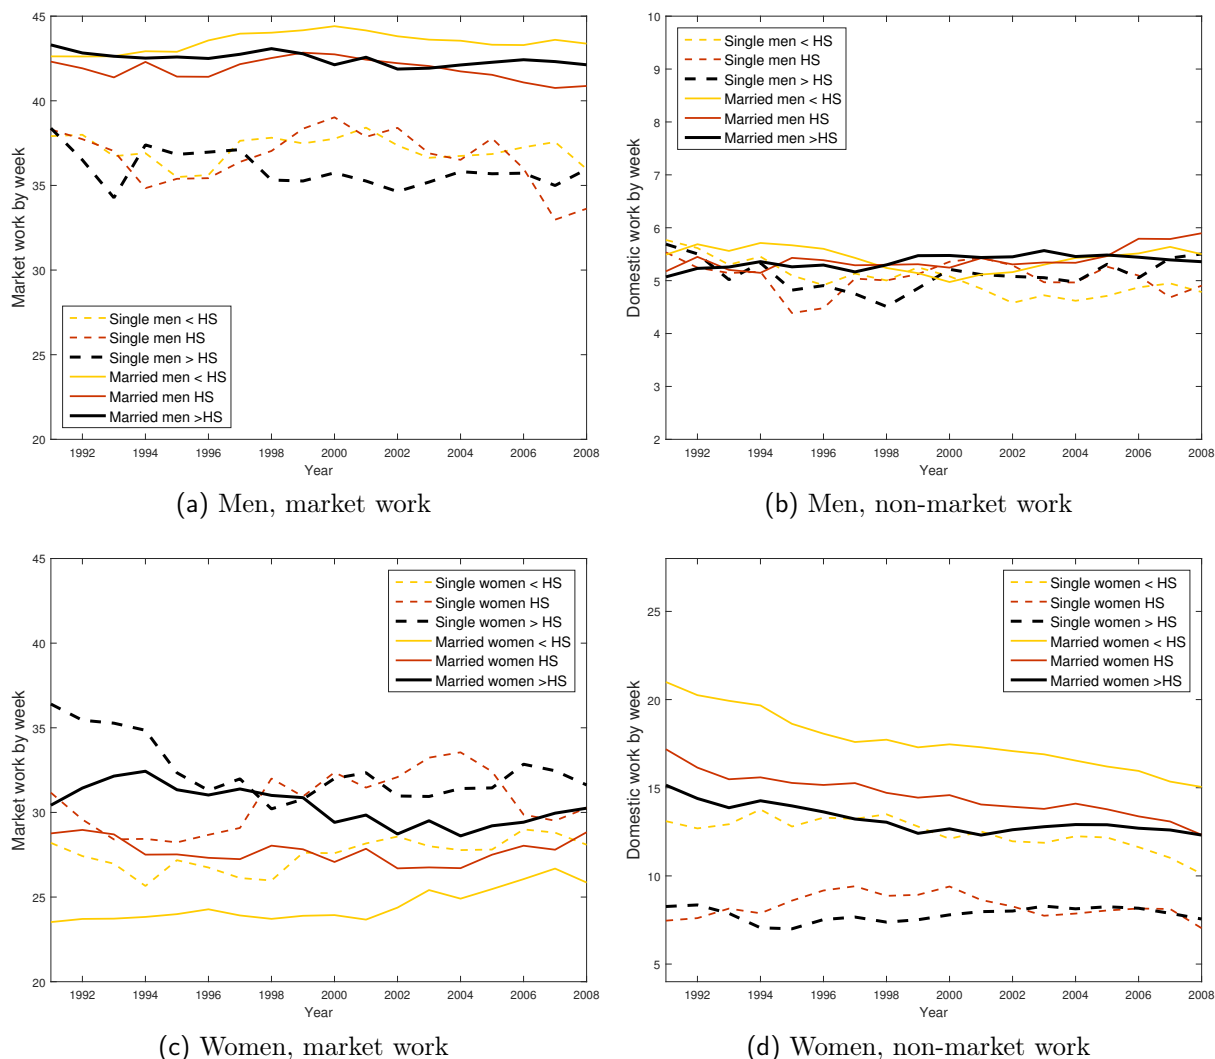 45
40
35
30
25
20
Market work by week
Single men < HS
Single men HS
Single men > HS
Married men < HS
Married men HS
Married men >HS
1992 1994 1996 1998 2000 2002 2004 2006 2008
Year
(a) Men, market work
10
9
8
7
6
5
4
3
2
Domestic work by week
Single men < HS
Single men HS
Single men > HS
Married men < HS
Married men HS
Married men >HS
1992 1994 1996 1998 2000 2002 2004 2006 2008
Year
(b) Men, non-market work
45
40
35
30
25
20
Market work by week
Single women < HS
Single women HS
Single women > HS
Married women < HS
Married women HS
Married women >HS
1992 1994 1996 1998 2000 2002 2004 2006 2008
Year
(c) Women, market work
25
20
15
10
5
Domestic work by week
Single women < HS
Single women HS
Single women > HS
Married women < HS
Married women HS
Married women >HS
1992 1994 1996 1998 2000 2002 2004 2006 2008
Year
(d) Women, non-market work